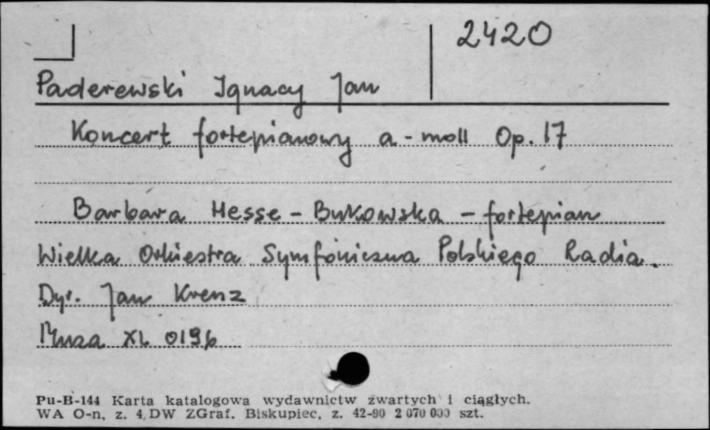 2420
Paderewski Ignacy Jan
Koncert fortepianowy a-moll Op. 17
Barbara Hesse-Bukowska - fortepian
Wielka Orkiestra Symfoniczna Polskiego Radia.
Dyr. Jan Krenz
Muza XL 0196
Pu-B-144 Karta katalogowa wydawnictw zwartych i ciągłych.
WA O-n, z. 4, DW ZGraf. Biskupiec, z. 42-90 2 070 000 szt.